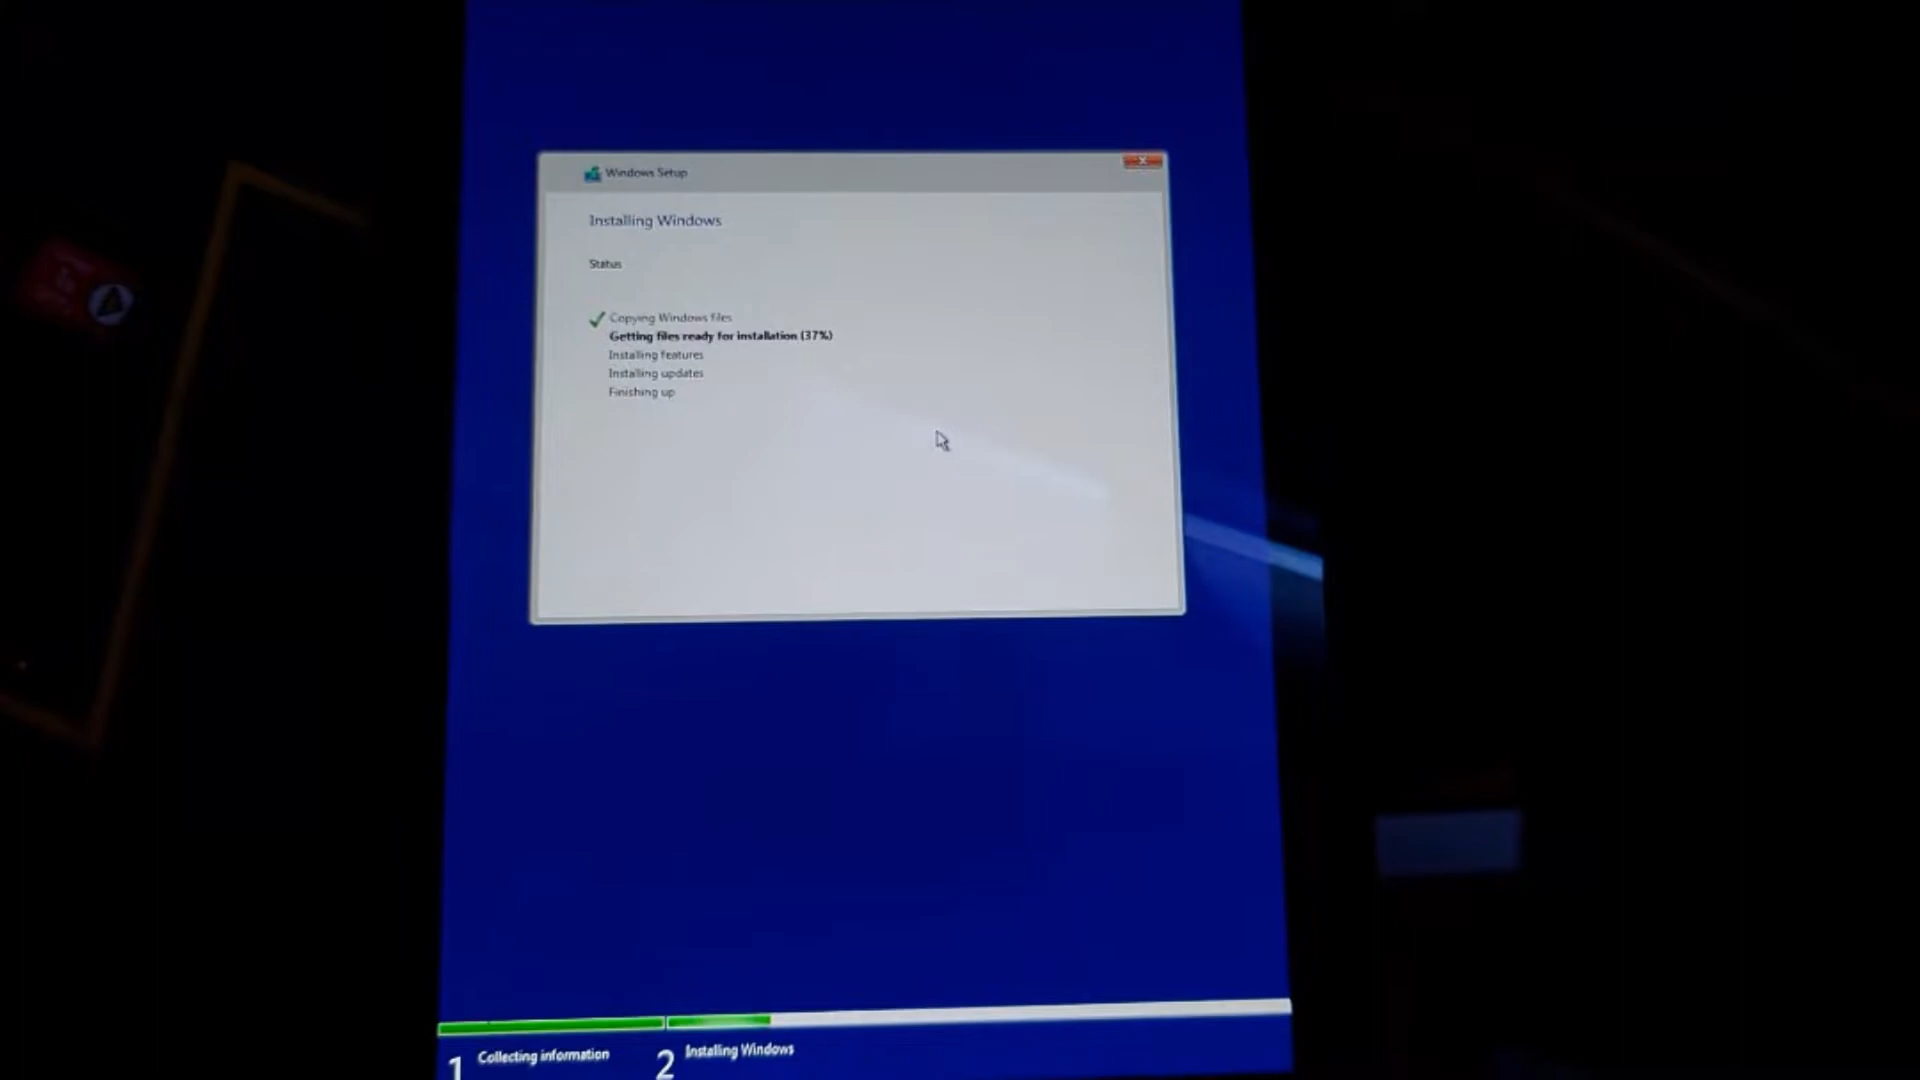 Windows Setup
Installing Windows
Status
Copying Windows files
Getting files ready for installation (37%)
Installing features
Installing updates
Finishing up
1 Collecting information
2 Installing Windows